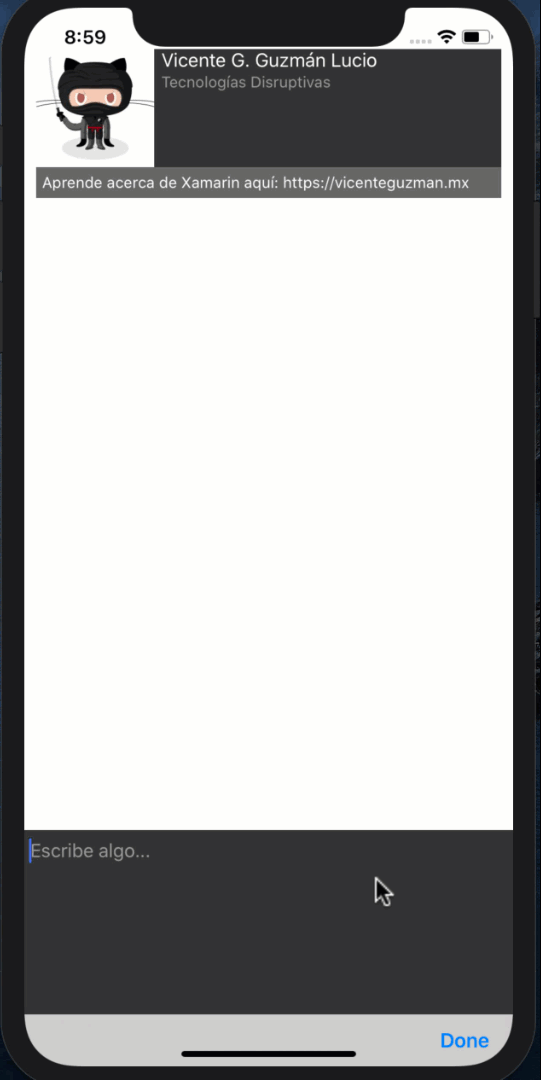 8:59
Vicente G. Guzmán Lucio
Tecnologías Disruptivas
Aprende acerca de Xamarin aquí: https://vicenteguzman.mx
Escribe algo...
Done